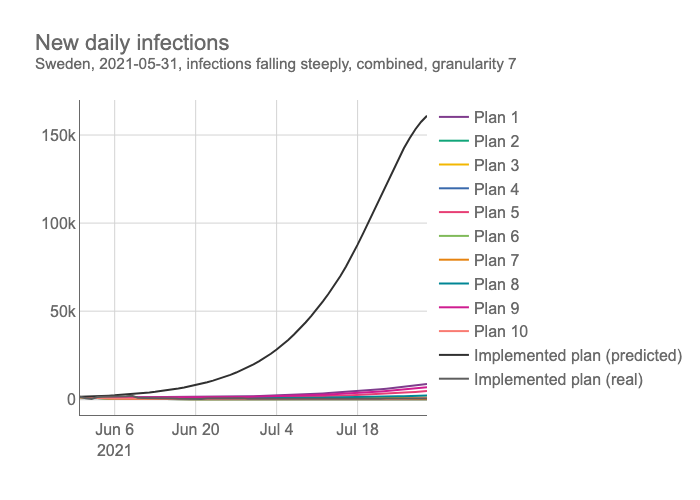 New daily infections
Sweden, 2021-05-31, infections falling steeply, combined, granularity 7
150k
100k
50k
0
Jun 6
2021
Jun 20
Jul 4
Jul 18
Plan 1
Plan 2
Plan 3
Plan 4
Plan 5
Plan 6
Plan 7
Plan 8
Plan 9
Plan 10
Implemented plan (predicted)
Implemented plan (real)